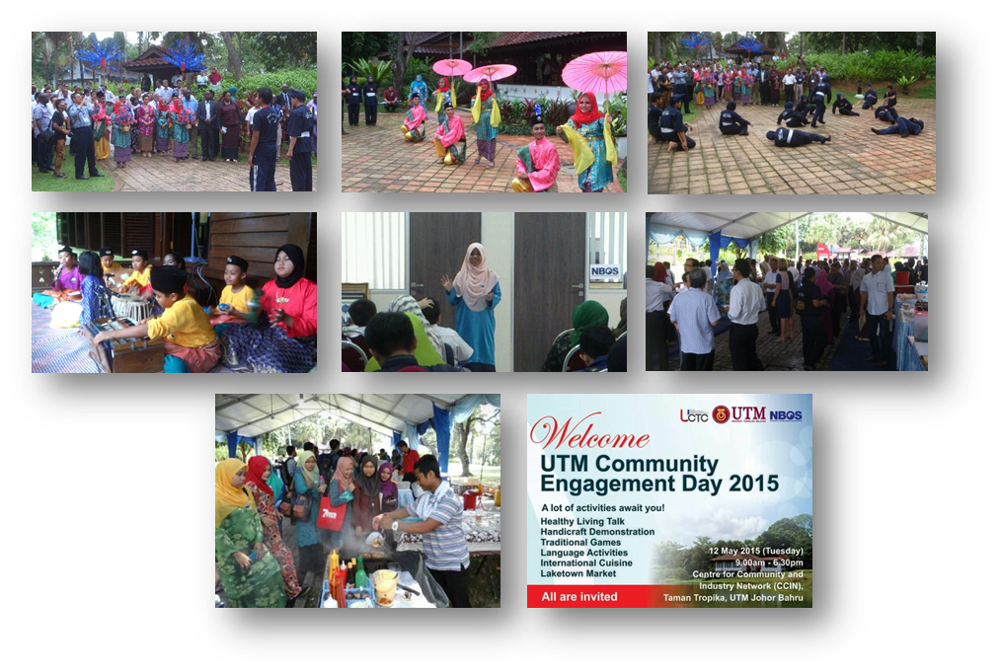 NBOS
UCTC UTM NBOS
Welcome
UTM Community
Engagement Day 2015
A lot of activities await you!
Healthy Living Talk
Handicraft Demonstration
Traditional Games
Language Activities
International Cuisine
Laketown Market
12 May 2015 (Tuesday)
9.00am - 6.30pm
Centre for Community and
Industry Network (CCIN),
Taman Tropika, UTM Johor Bahru
All are invited